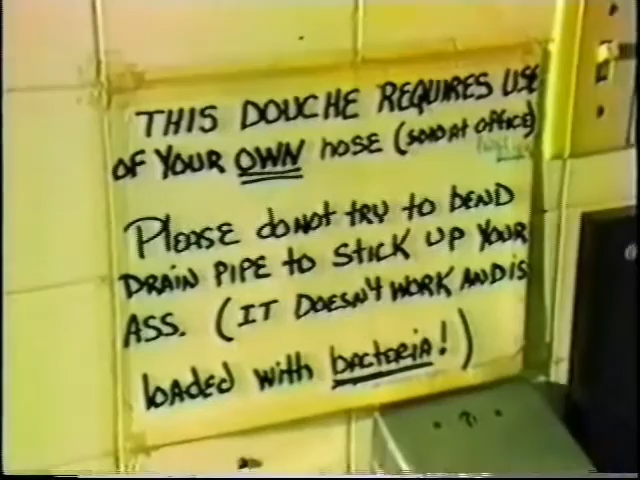 THIS DOUCHE REQUIRES USE
OF YOUR OWN HOSE (SOLD AT OFFICE)
PLEASE do NOT TRY TO bEND
DRAIN PIPE TO STICK UP YOUR
ASS. (IT DOESN'T WORK AND IS
loaded with bacteria!)